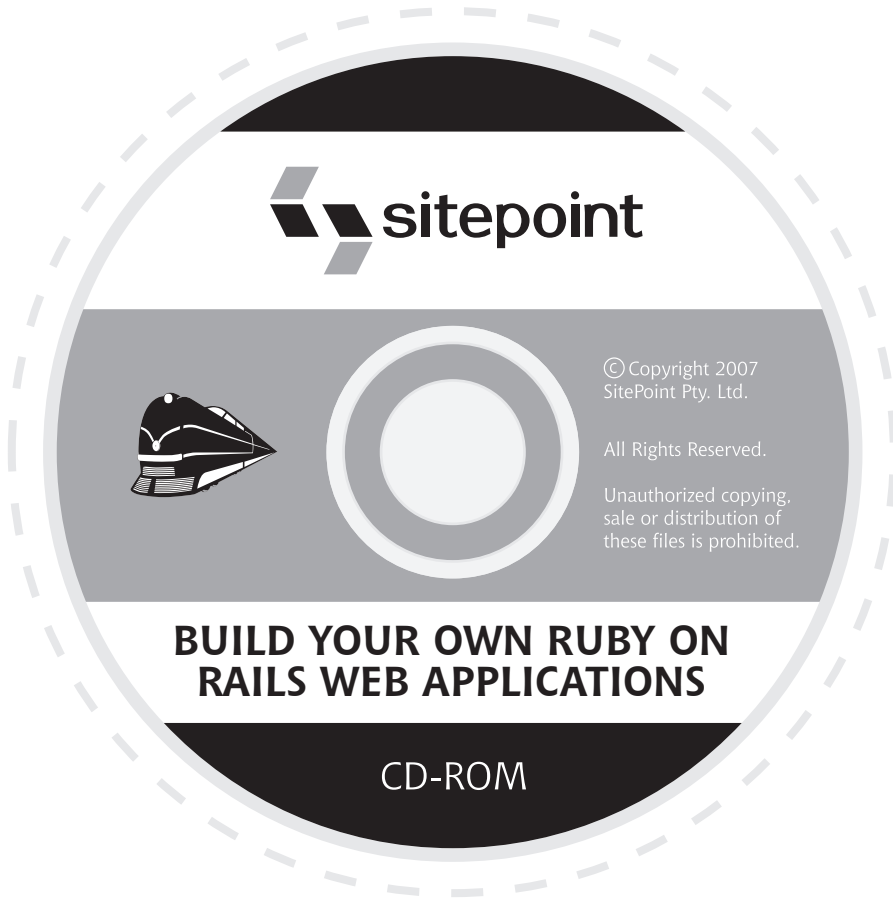 sitepoint
© Copyright 2007
SitePoint Pty. Ltd.
All Rights Reserved.
Unauthorized copying,
sale or distribution of
these files is prohibited.
BUILD YOUR OWN RUBY ON
RAILS WEB APPLICATIONS
CD-ROM